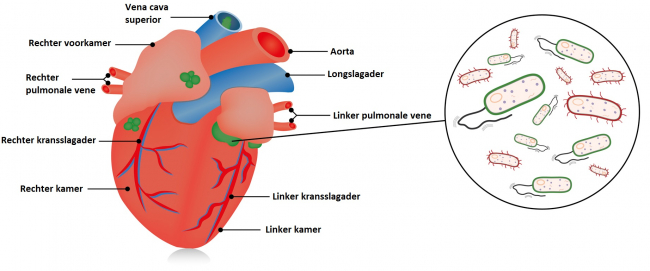 Vena cava
superior
Rechter voorkamer
Aorta
Longslagader
Rechter
pulmonale vene
Linker pulmonale vene
Rechter kransslagader
Rechter kamer
Linker kransslagader
Linker kamer